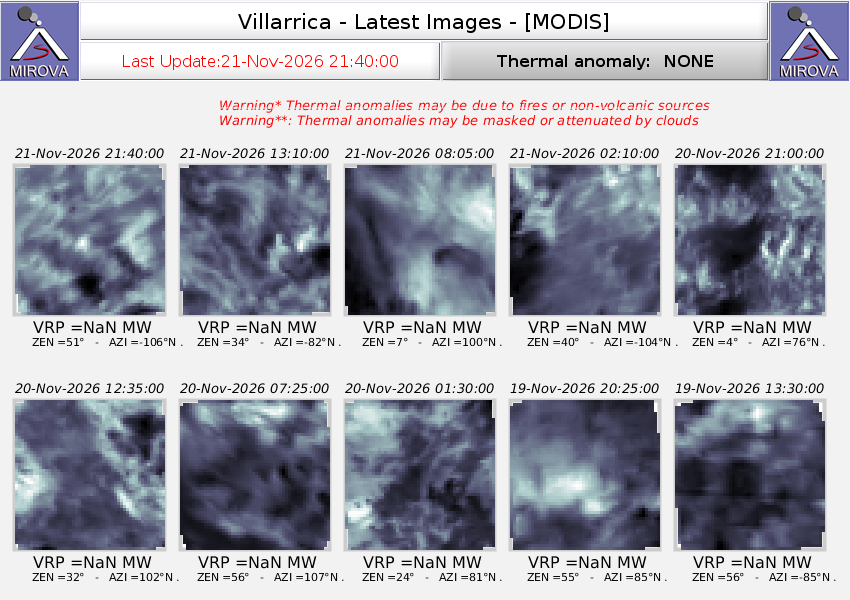 Villarrica - Latest Images - [MODIS]
Last Update:21-Nov-2026 21:40:00
Thermal anomaly: NONE
MIROVA
MIROVA
Warning* Thermal anomalies may be due to fires or non-volcanic sources
Warning**: Thermal anomalies may be masked or attenuated by clouds
21-Nov-2026 21:40:00
21-Nov-2026 13:10:00
21-Nov-2026 08:05:00
21-Nov-2026 02:10:00
20-Nov-2026 21:00:00
VRP =NaN MW
VRP =NaN MW
VRP =NaN MW
VRP =NaN MW
VRP =NaN MW
ZEN =51° - AZI =-106°N .
ZEN =34° - AZI =-82°N .
ZEN =7° - AZI =100°N .
ZEN =40° - AZI =-104°N .
ZEN =4° - AZI =76°N .
20-Nov-2026 12:35:00
20-Nov-2026 07:25:00
20-Nov-2026 01:30:00
19-Nov-2026 20:25:00
19-Nov-2026 13:30:00
VRP =NaN MW
VRP =NaN MW
VRP =NaN MW
VRP =NaN MW
VRP =NaN MW
ZEN =32° - AZI =102°N .
ZEN =56° - AZI =107°N .
ZEN =24° - AZI =81°N .
ZEN =55° - AZI =85°N .
ZEN =56° - AZI =-85°N .